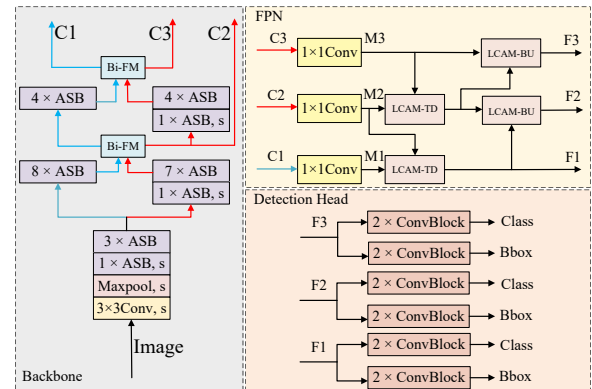 C1 C3 C2
Bi-FM
4 × ASB
4 × ASB
1 × ASB, s
Bi-FM
8 × ASB
7 × ASB
1 × ASB, s
3 × ASB
1 × ASB, s
Maxpool, s
3×3Conv, s
Image
Backbone
FPN
C3 1×1Conv M3 LCAM-BU F3
C2 1×1Conv M2 LCAM-TD LCAM-BU F2
C1 1×1Conv M1 LCAM-TD F1
Detection Head
F3
2 × ConvBlock Class
2 × ConvBlock Bbox
F2
2 × ConvBlock Class
2 × ConvBlock Bbox
F1
2 × ConvBlock Class
2 × ConvBlock Bbox